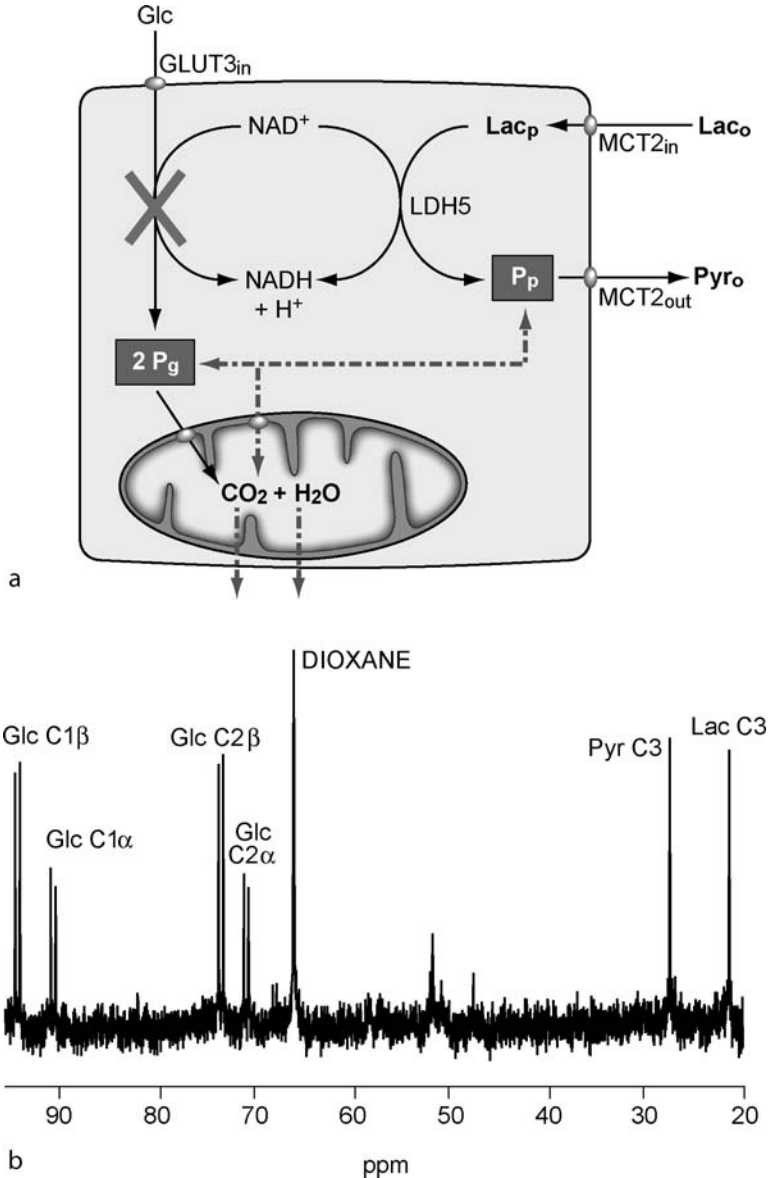 Glc
GLUT3in
NAD+
Lacp
Laco
MCT2in
LDH5
NADH
+ H+
Pp
Pyro
MCT2out
2 Pg
CO2 + H2O
a
DIOXANE
Lac C3
Glc C1β
Glc C2β
Pyr C3
Glc C1α
Glc
C2α
90 80 70 60 50 40 30 20
b
ppm